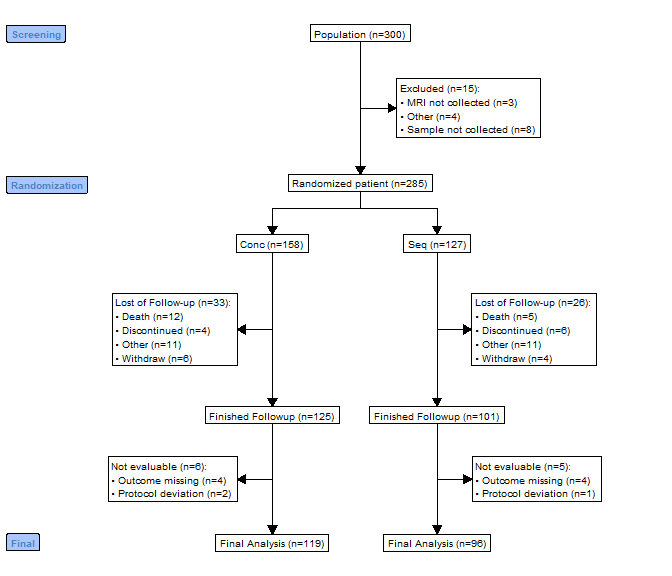 Screening
Population (n=300)
Excluded (n=15):
• MRI not collected (n=3)
• Other (n=4)
• Sample not collected (n=8)
Randomization
Randomized patient (n=285)
Conc (n=158)
Seq (n=127)
Lost of Follow-up (n=33):
• Death (n=12)
• Discontinued (n=4)
• Other (n=11)
• Withdraw (n=6)
Lost of Follow-up (n=26):
• Death (n=5)
• Discontinued (n=6)
• Other (n=11)
• Withdraw (n=4)
Finished Followup (n=125)
Finished Followup (n=101)
Not evaluable (n=6):
• Outcome missing (n=4)
• Protocol deviation (n=2)
Not evaluable (n=5):
• Outcome missing (n=4)
• Protocol deviation (n=1)
Final
Final Analysis (n=119)
Final Analysis (n=96)